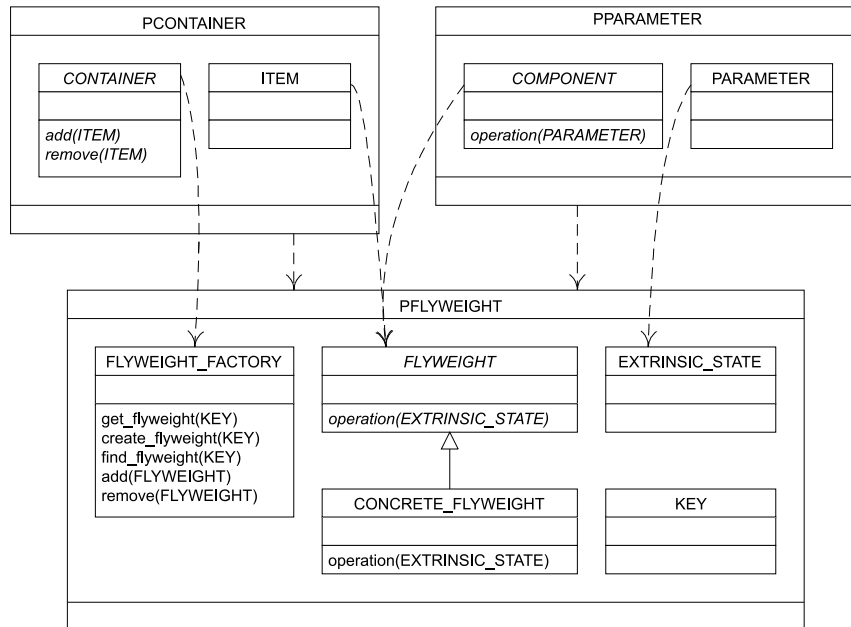 PCONTAINER
CONTAINER
add(ITEM)
remove(ITEM)
ITEM
PPARAMETER
COMPONENT
operation(PARAMETER)
PARAMETER
PFLYWEIGHT
FLYWEIGHT_FACTORY
get_flyweight(KEY)
create_flyweight(KEY)
find_flyweight(KEY)
add(FLYWEIGHT)
remove(FLYWEIGHT)
FLYWEIGHT
operation(EXTRINSIC_STATE)
EXTRINSIC_STATE
CONCRETE_FLYWEIGHT
operation(EXTRINSIC_STATE)
KEY